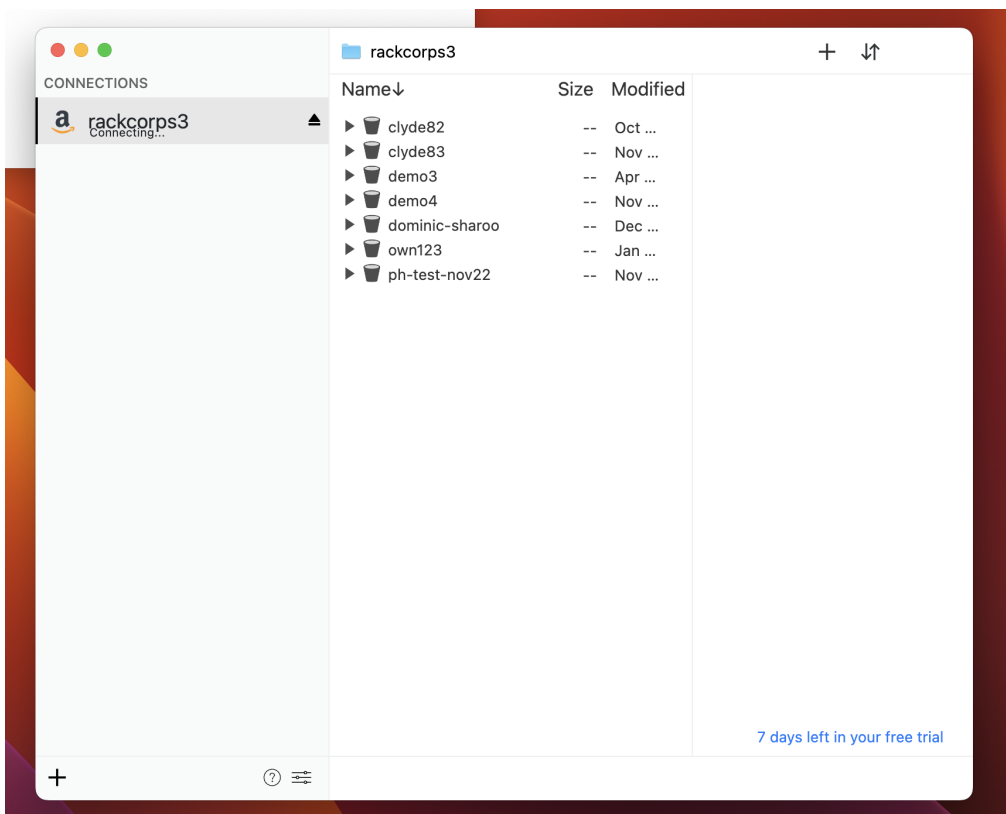 rackcorps3
CONNECTIONS
a rackcorps3
Connecting...
Name↓ Size Modified
clyde82 -- Oct ...
clyde83 -- Nov ...
demo3 -- Apr ...
demo4 -- Nov ...
dominic-sharoo -- Dec ...
own123 -- Jan ...
ph-test-nov22 -- Nov ...
7 days left in your free trial